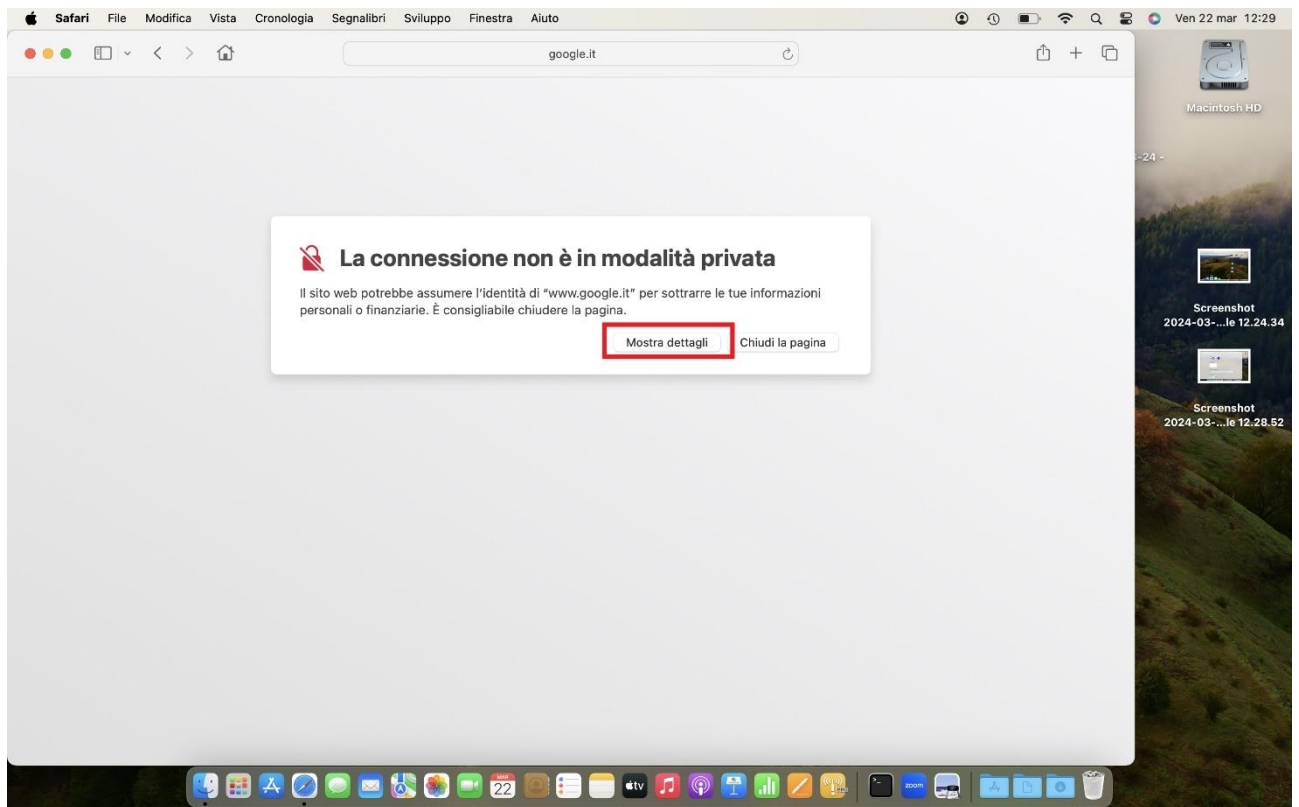 Safari File Modifica Vista Cronologia Segnalibri Sviluppo Finestra Aiuto Ven 22 mar 12:29
google.it
Macintosh HD
-24 -
La connessione non è in modalità privata
Il sito web potrebbe assumere l'identità di "www.google.it" per sottrarre le tue informazioni
personali o finanziarie. È consigliabile chiudere la pagina.
Mostra dettagli Chiudi la pagina
Screenshot
2024-03-...le 12.24.34
Screenshot
2024-03-...le 12.28.52
MAR
22
tv
zoom